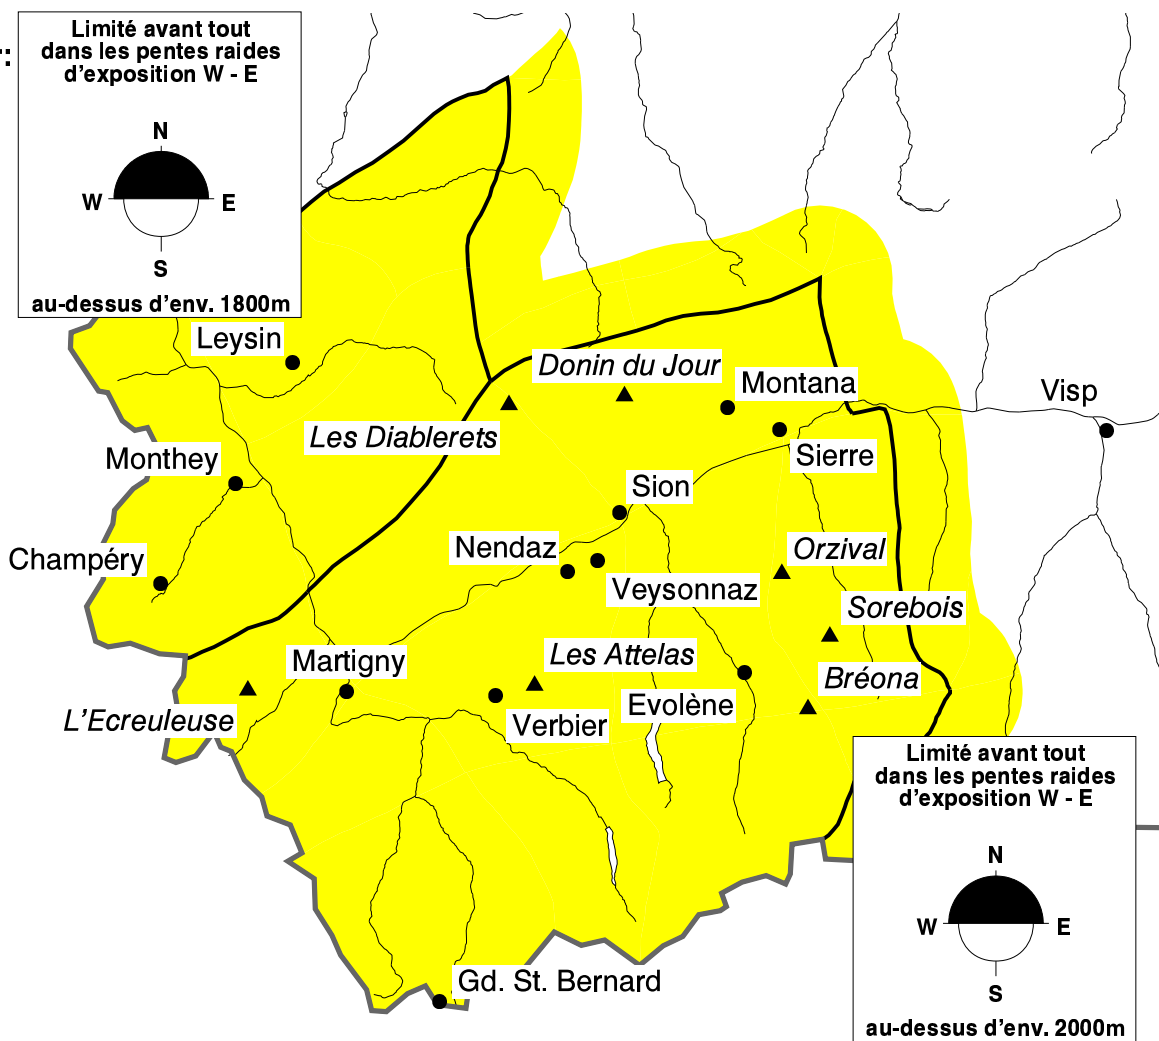 r:
Limité avant tout
dans les pentes raides
d'exposition W - E
N
W
E
S
au-dessus d'env. 1800m
Leysin
Donin du Jour
Montana
Visp
Les Diablerets
Monthey
Sierre
Sion
Champéry
Nendaz
Orzival
Veysonnaz
Sorebois
Martigny
Les Attelas
Bréona
L'Ecreuleuse
Verbier
Evolène
Limité avant tout
dans les pentes raides
d'exposition W - E
N
W
E
S
au-dessus d'env. 2000m
Gd. St. Bernard